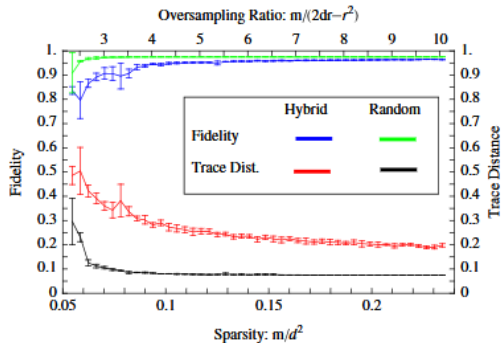 Oversampling Ratio: m/(2dr−r²)
3 4 5 6 7 8 9 10
1 1
0.9 0.9
0.8 0.8
Hybrid Random
0.7 0.7
Fidelity
0.6 0.6
Trace Dist.
0.5 0.5
0.4 0.4
0.3 0.3
0.2 0.2
0.1 0.1
0 0
Fidelity
Trace Distance
0.05 0.1 0.15 0.2
Sparsity: m/d²